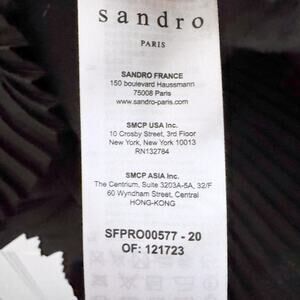 sandro
PARIS
SANDRO FRANCE
150 boulevard Haussmann
75008 Paris
www.sandro-paris.com
SMCP USA Inc.
10 Crosby Street, 3rd Floor
New York, New York 10013
RN132784
SMCP ASIA Inc.
The Centrium, Suite 3203A-5A, 32/F
60 Wyndham Street, Central
HONG-KONG
SFPRO00577 - 20
OF: 121723